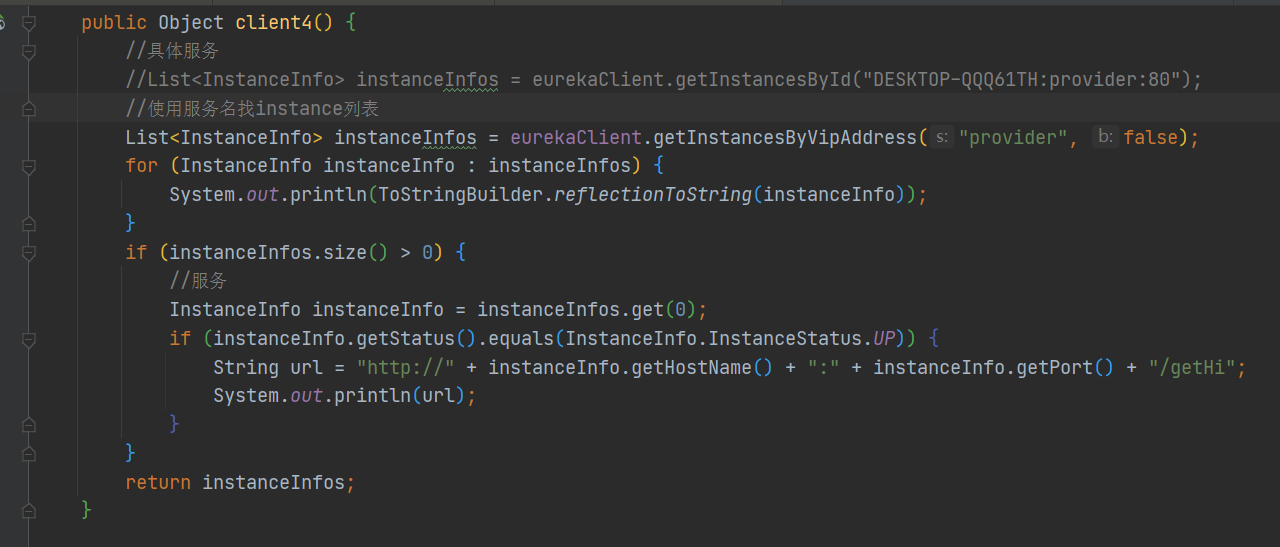 public Object client4() {
//具体服务
//List<InstanceInfo> instanceInfos = eurekaClient.getInstancesById("DESKTOP-QQQ61TH:provider:80");
//使用服务名找instance列表
List<InstanceInfo> instanceInfos = eurekaClient.getInstancesByVipAddress( s: "provider", b: false);
for (InstanceInfo instanceInfo : instanceInfos) {
System.out.println(ToStringBuilder.reflectionToString(instanceInfo));
}
if (instanceInfos.size() > 0) {
//服务
InstanceInfo instanceInfo = instanceInfos.get(0);
if (instanceInfo.getStatus().equals(InstanceInfo.InstanceStatus.UP)) {
String url = "http://" + instanceInfo.getHostName() + ":" + instanceInfo.getPort() + "/getHi";
System.out.println(url);
}
}
return instanceInfos;
}